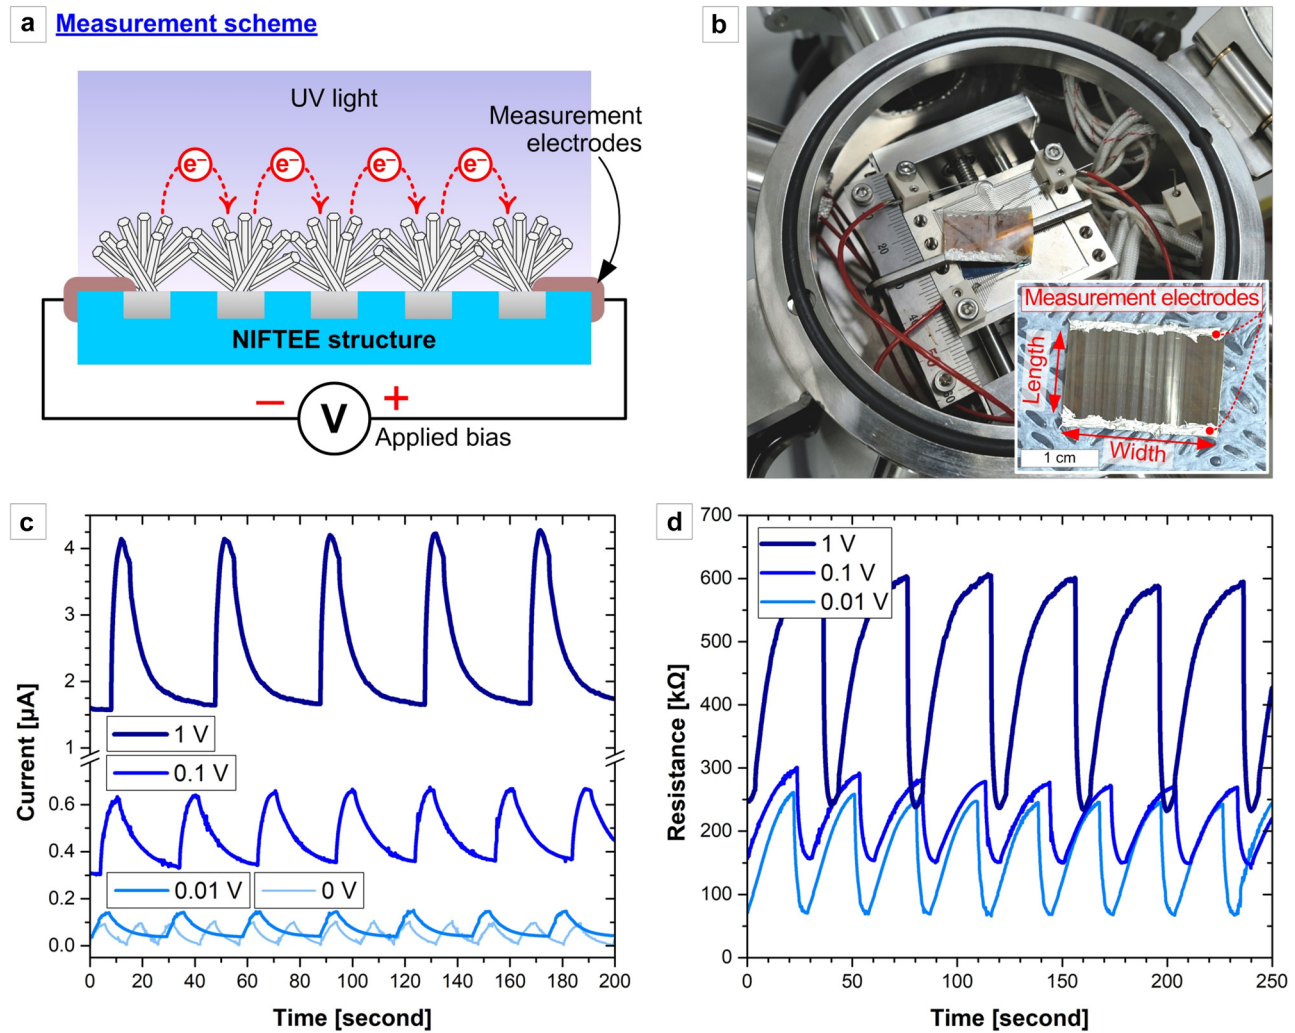 a
Measurement scheme
UV light
Measurement
electrodes
e⁻ e⁻ e⁻ e⁻
NIFTEE structure
− V +
Applied bias
b
20
Measurement electrodes
Length
Width
1 cm
c
Current [µA]
4
3
2
1
0.6
0.4
0.2
0.0
1 V
0.1 V
0.01 V
0 V
0 20 40 60 80 100 120 140 160 180 200
Time [second]
d
Resistance [kΩ]
700
600
500
400
300
200
100
0
1 V
0.1 V
0.01 V
0 50 100 150 200 250
Time [second]